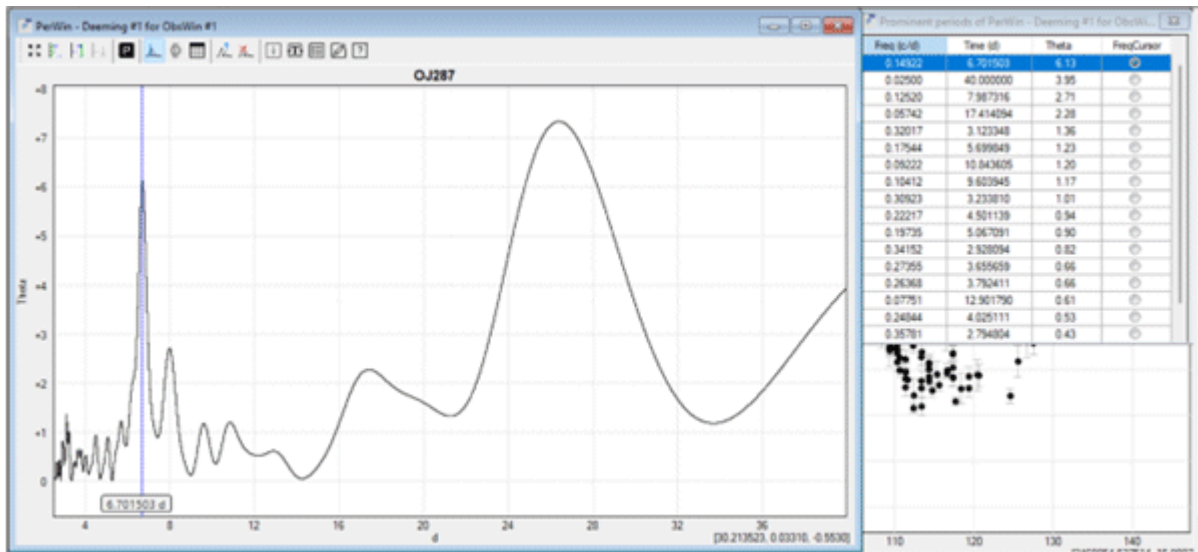 PerWin - Deeming #1 for ObsWin #1
OJ287
+8
+7
+6
+5
+4
+3
+2
+1
0
Theta
6.701503 d
4 8 12 16 20 24 28 32 36
d
[30.213523, 0.03310, -0.5530]
Prominent periods of PerWin - Deeming #1 for ObsWi...
Freq (c/d) Time (d) Theta FreqCursor
0.14922 6.701503 6.13
0.02500 40.000000 3.95
0.12520 7.987316 2.71
0.05742 17.414094 2.28
0.32017 3.123348 1.36
0.17544 5.699849 1.23
0.09222 10.843605 1.20
0.10412 9.603945 1.17
0.30923 3.233810 1.01
0.22217 4.501139 0.94
0.19735 5.067091 0.90
0.34152 2.928094 0.82
0.27355 3.655659 0.66
0.26368 3.792411 0.66
0.07751 12.901790 0.61
0.24844 4.025111 0.53
0.35781 2.794804 0.43
110 120 130 140